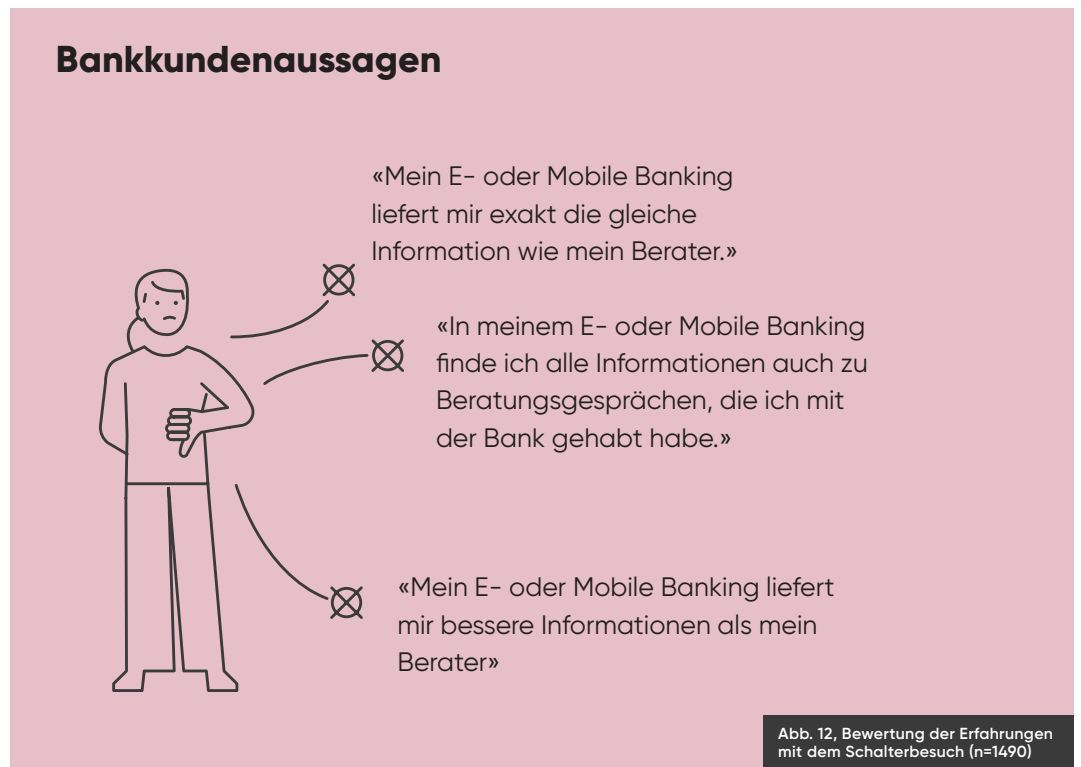 Bankkundenaussagen
«Mein E- oder Mobile Banking
liefert mir exakt die gleiche
Information wie mein Berater.»
«In meinem E- oder Mobile Banking
finde ich alle Informationen auch zu
Beratungsgesprächen, die ich mit
der Bank gehabt habe.»
«Mein E- oder Mobile Banking liefert
mir bessere Informationen als mein
Berater»
Abb. 12, Bewertung der Erfahrungen
mit dem Schalterbesuch (n=1490)